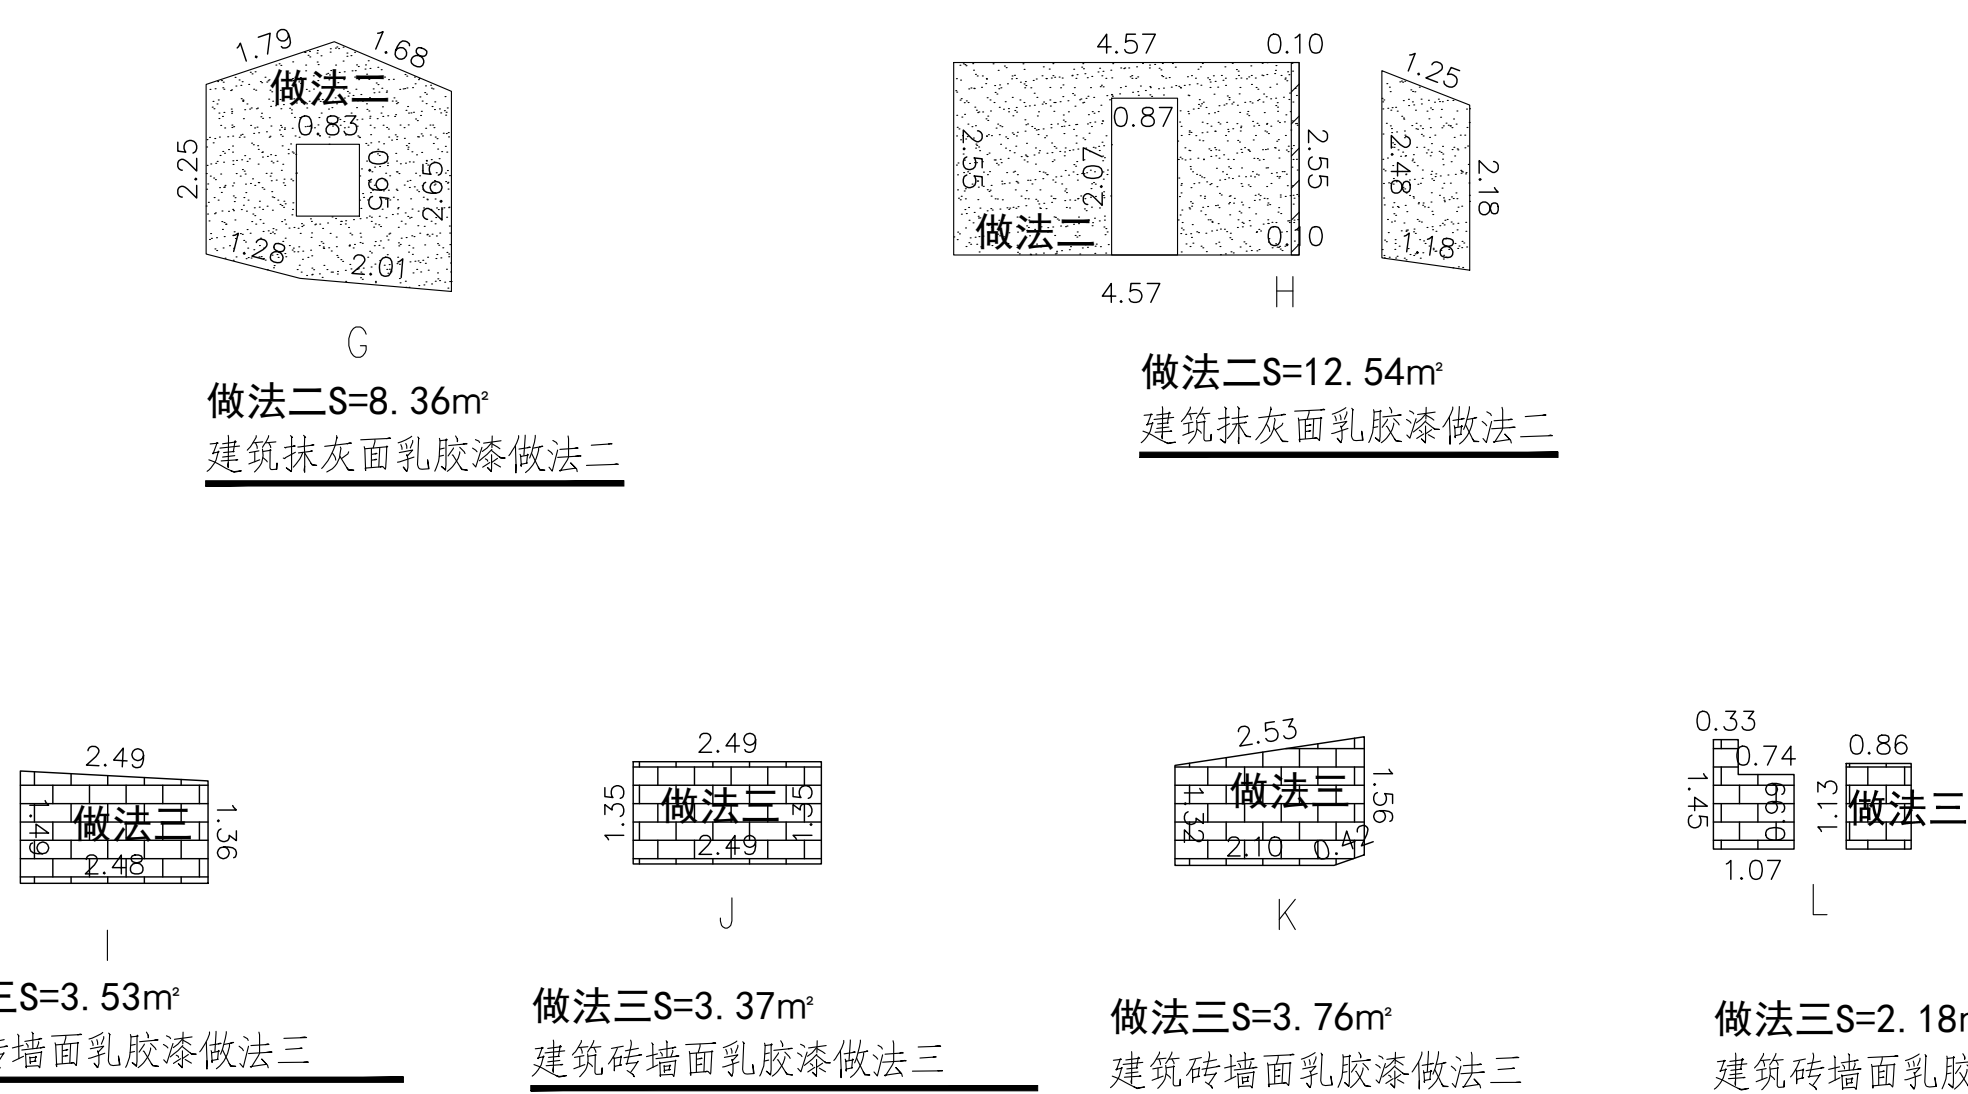 1.79
1.68
做法二
0.83
2.25
0.95
2.65
1.28
2.01
G
做法二S=8.36m²
建筑抹灰面乳胶漆做法二
4.57
0.10
0.87
2.55
2.07
2.55
做法二
0.10
4.57
H
1.25
2.48
2.18
1.18
做法二S=12.54m²
建筑抹灰面乳胶漆做法二
2.49
1.49
做法三
1.36
2.48
I
三S=3.53m²
砖墙面乳胶漆做法三
2.49
1.35
做法三
1.35
2.49
J
做法三S=3.37m²
建筑砖墙面乳胶漆做法三
2.53
做法三
1.32
1.56
2.10
0.42
K
做法三S=3.76m²
建筑砖墙面乳胶漆做法三
0.33
0.74
1.45
0.99
1.07
0.86
1.13
做法三
L
做法三S=2.18m
建筑砖墙面乳胶